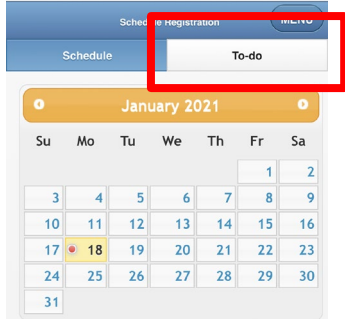 Schedule Registration MENU
Schedule To-do
January 2021
Su Mo Tu We Th Fr Sa
1 2
3 4 5 6 7 8 9
10 11 12 13 14 15 16
17 18 19 20 21 22 23
24 25 26 27 28 29 30
31